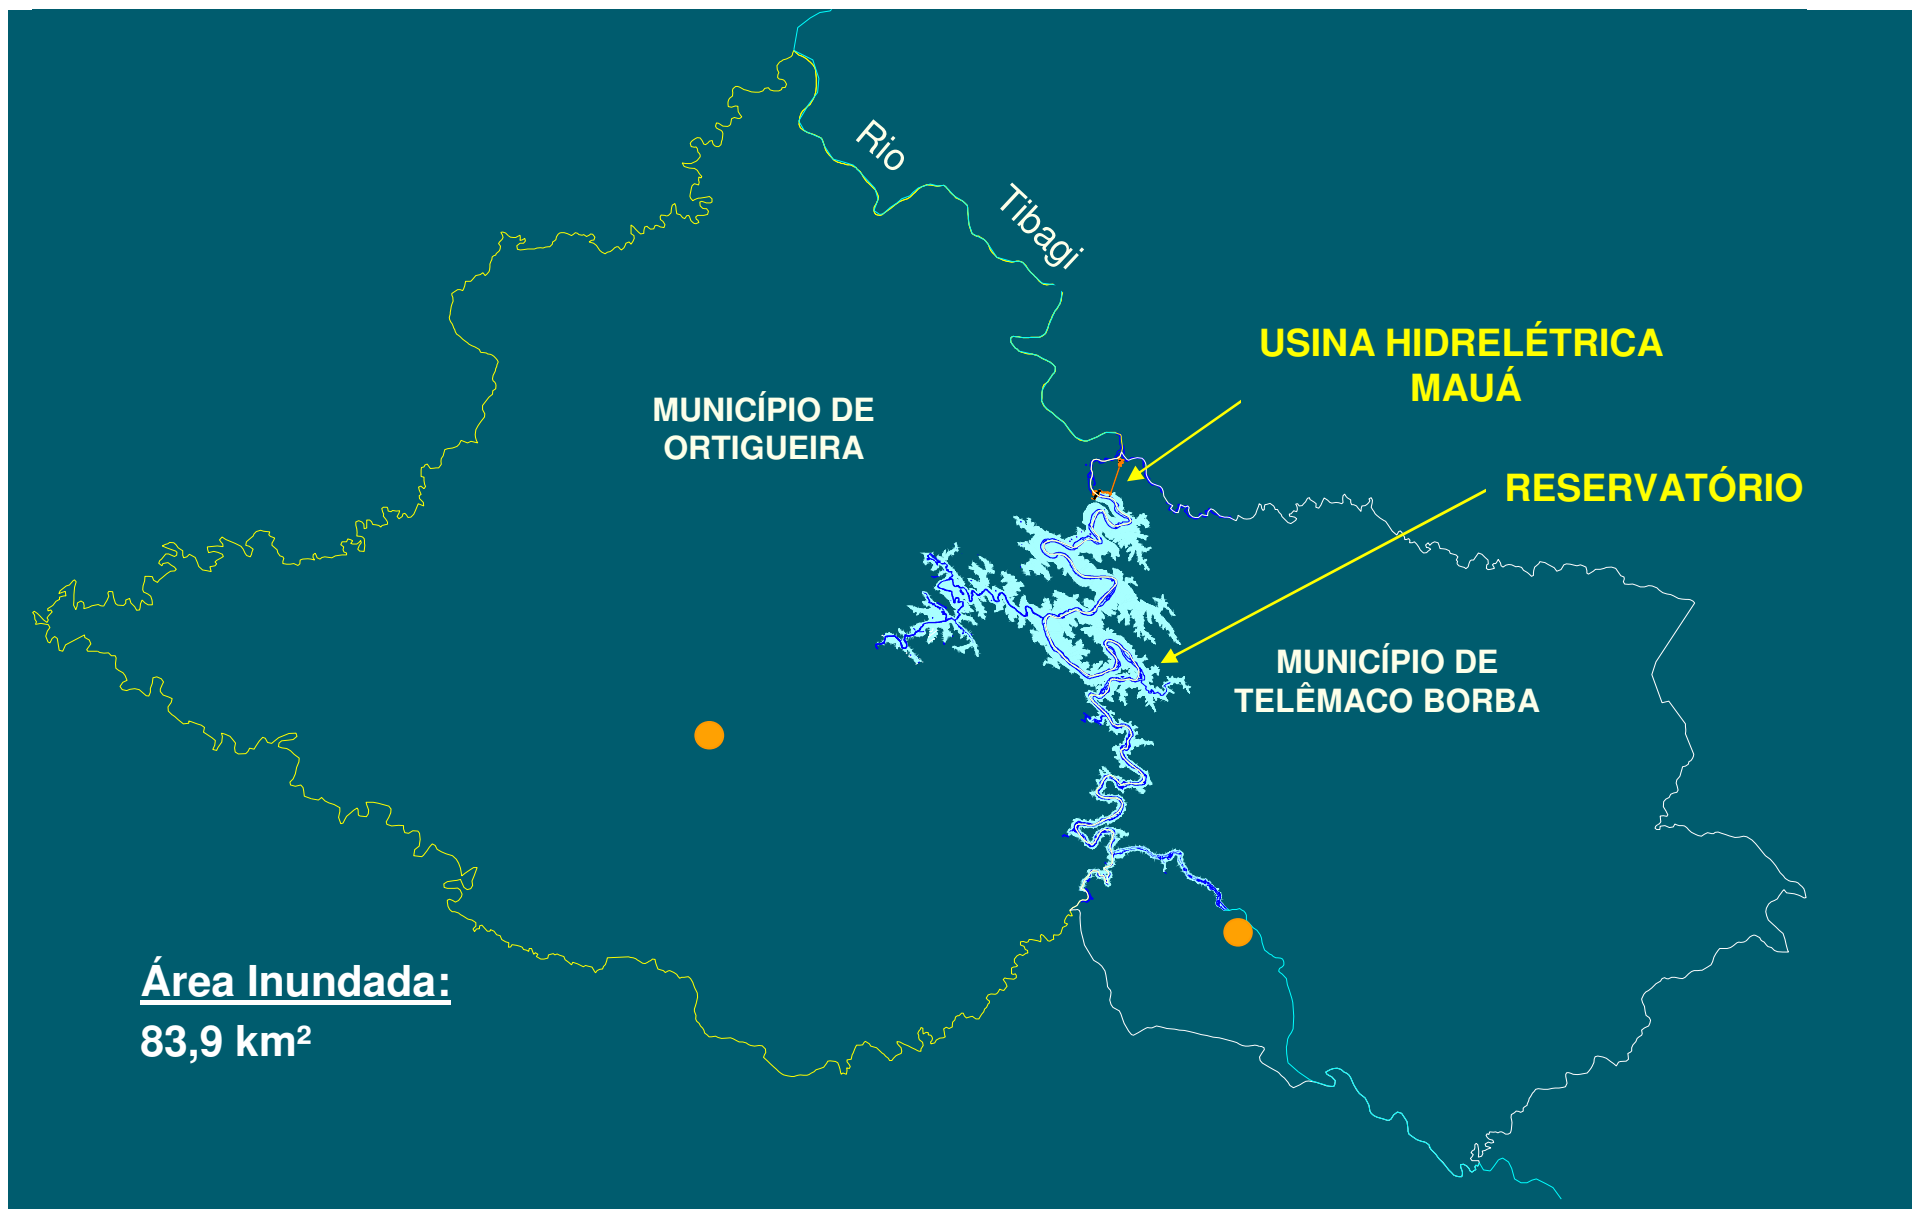 Rio
Tibagi
USINA HIDRELÉTRICA
MAUÁ
MUNICÍPIO DE
ORTIGUEIRA
RESERVATÓRIO
MUNICÍPIO DE
TELÊMACO BORBA
Área Inundada:
83,9 km²